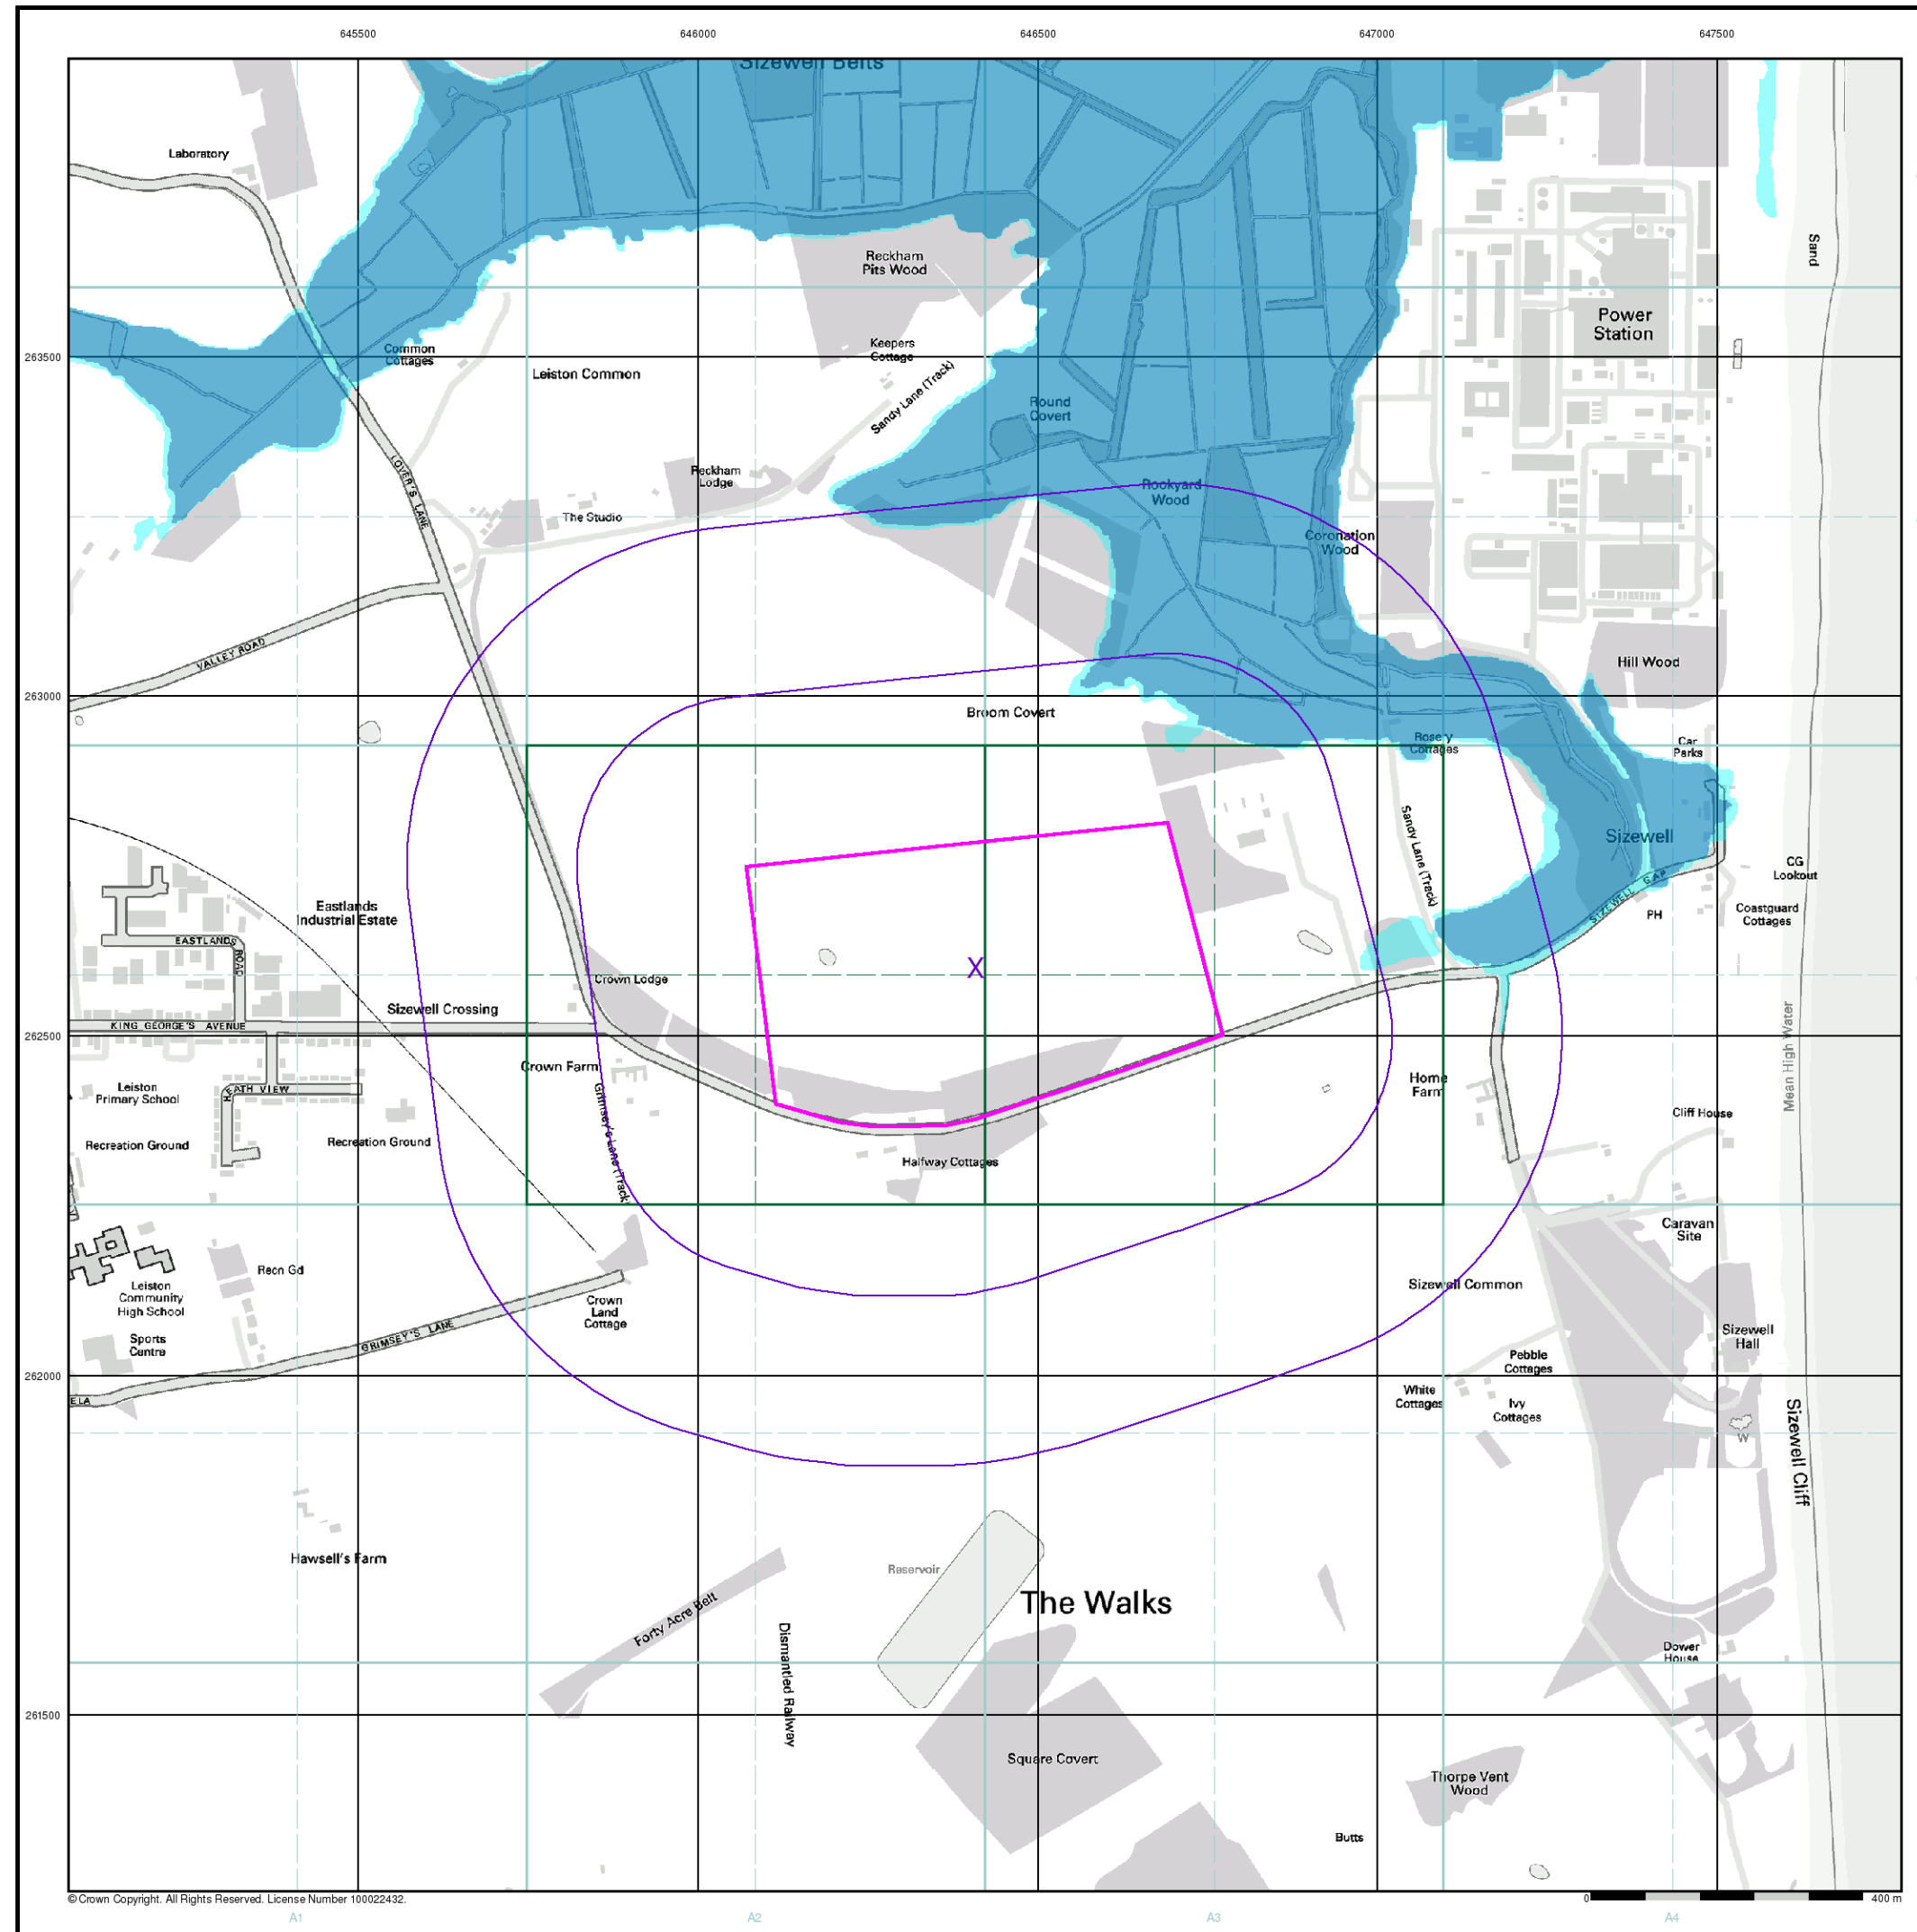 645500 646000 646500 647000 647500
Sizewell Belts
Laboratory
Sand
Reckham
Pits Wood
Power
Station
263500
Common
Cottages
Keepers
Cottage
Leiston Common
Sandy Lane (Track)
Round
Covert
LOVER'S LANE
Reckham
Lodge
Rookyard
Wood
The Studio
Coronation
Wood
VALLEY ROAD
Hill Wood
263000
Broom Covert
Rosery
Cottages
Car
Parks
Sandy Lane (Track)
Sizewell
CG
Lookout
SIZEWELL GAP
PH
Coastguard
Cottages
Eastlands
Industrial Estate
EASTLANDS
ROAD
X
Crown Lodge
Sizewell Crossing
KING GEORGE'S AVENUE
262500
Mean High Water
Crown Farm
Home
Farm
Leiston
Primary School
HEATH VIEW
Grimsey's Lane (Track)
Cliff House
Recreation Ground
Recreation Ground
Halfway Cottages
Caravan
Site
Recn Gd
Sizewell Common
Leiston
Community
High School
Crown
Land
Cottage
Sports
Centre
GRIMSEY'S LANE
Sizewell
Hall
Pebble
Cottages
262000
ELA
White
Cottages
Ivy
Cottages
W
Sizewell Cliff
Hawsell's Farm
Reservoir
The Walks
Forty Acre Belt
Dismantled Railway
Dower
House
261500
Square Covert
Thorpe Vent
Wood
Butts
© Crown Copyright. All Rights Reserved. License Number 100022432.
0 400 m
A1 A2 A3 A4